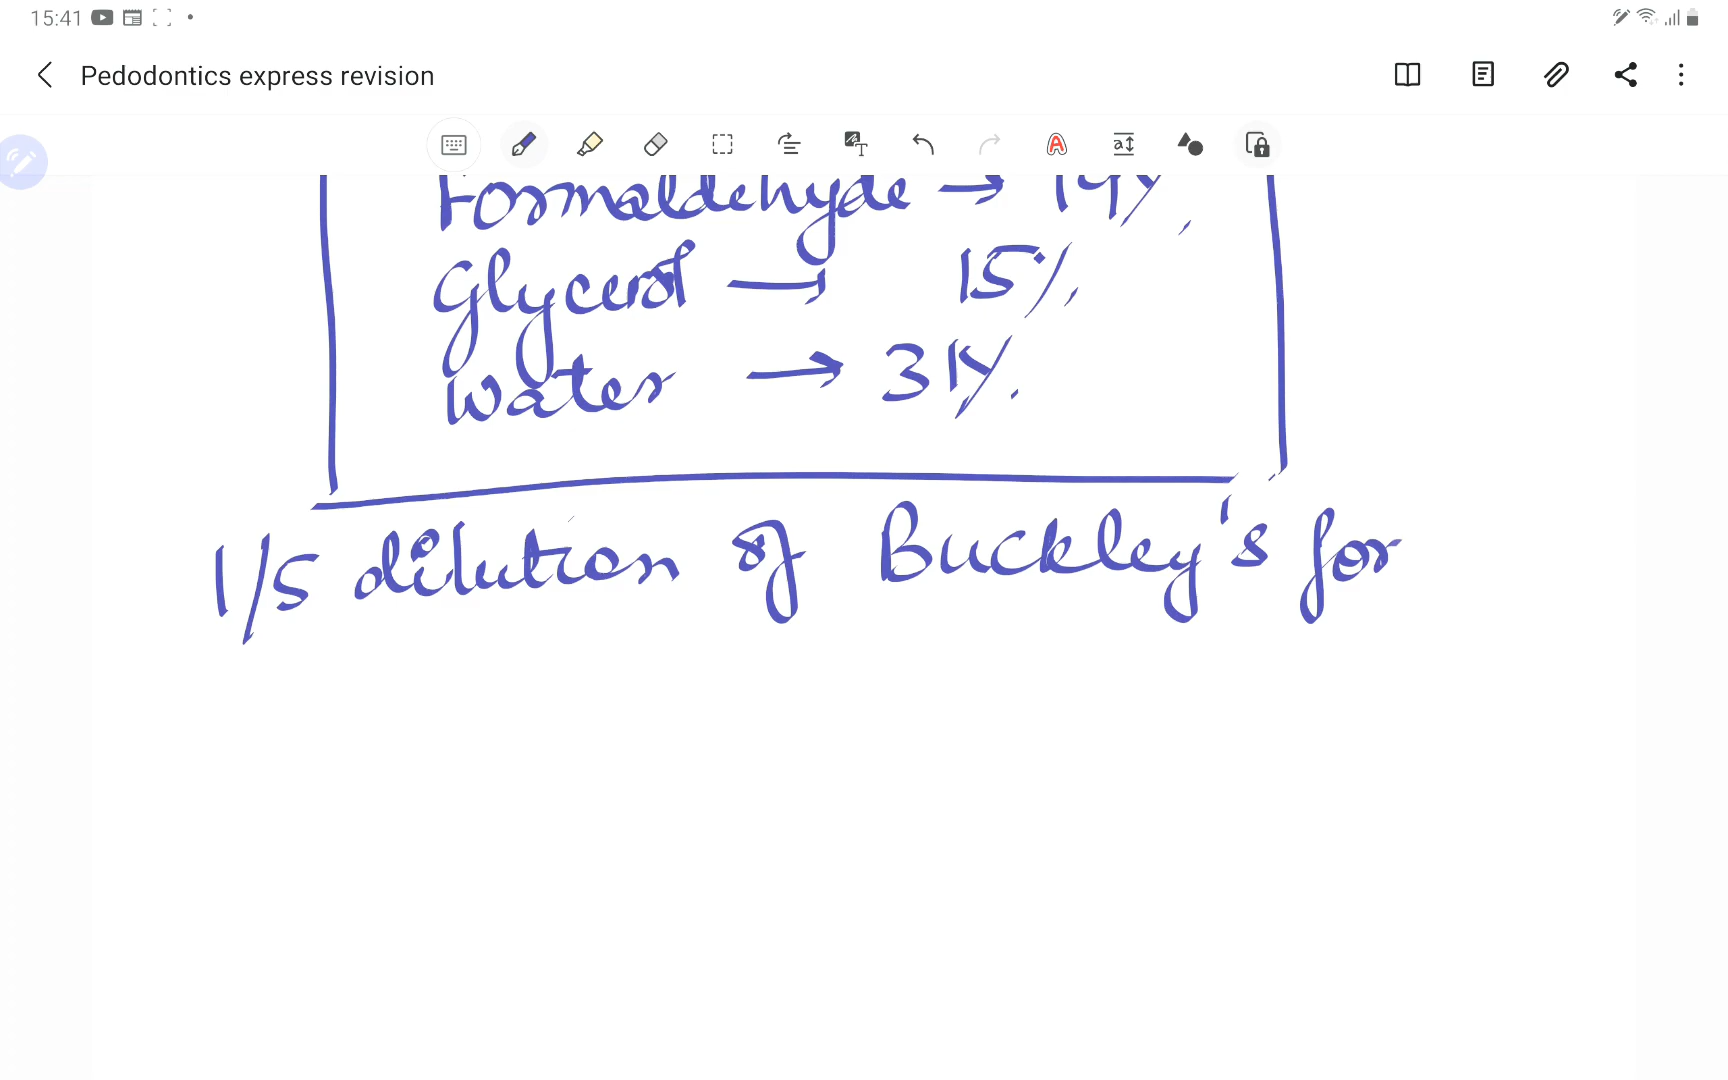 15:41
Pedodontics express revision
Formaldehyde → 19%.
Glycerol → 15%.
Water → 31%.
1/5 dilution of Buckley's for